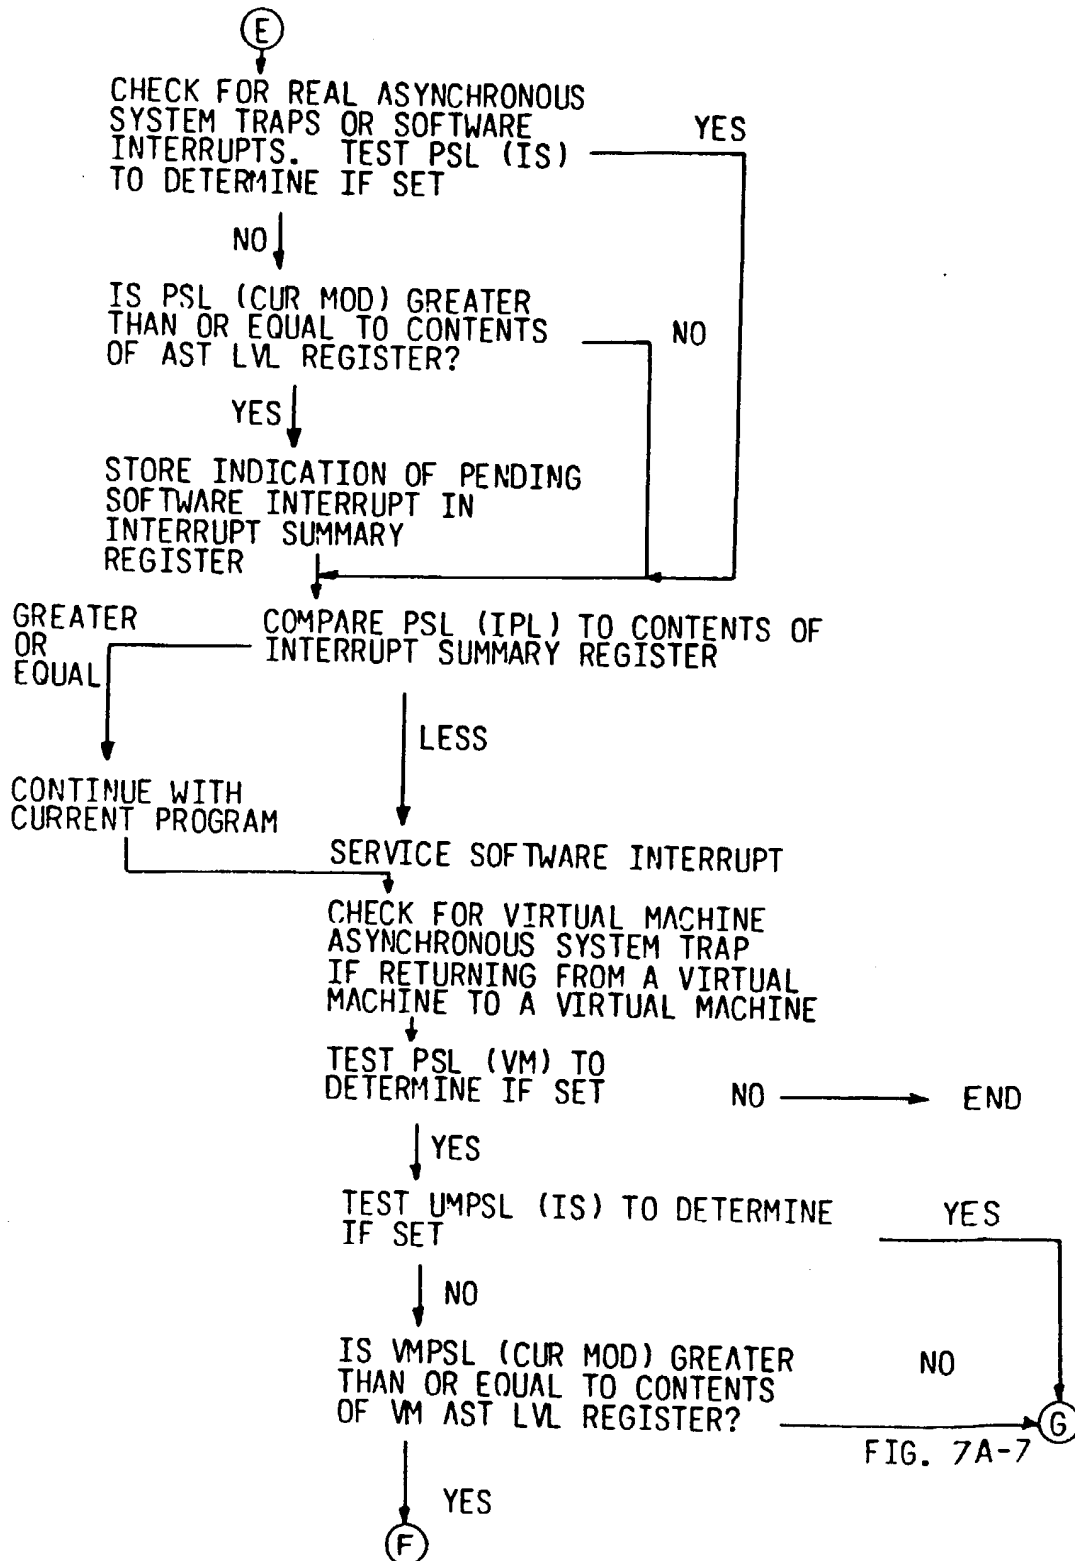 E
CHECK FOR REAL ASYNCHRONOUS
SYSTEM TRAPS OR SOFTWARE
INTERRUPTS. TEST PSL (IS)
TO DETERMINE IF SET
YES
NO
IS PSL (CUR MOD) GREATER
THAN OR EQUAL TO CONTENTS
OF AST LVL REGISTER?
NO
YES
STORE INDICATION OF PENDING
SOFTWARE INTERRUPT IN
INTERRUPT SUMMARY
REGISTER
GREATER
OR
EQUAL
COMPARE PSL (IPL) TO CONTENTS OF
INTERRUPT SUMMARY REGISTER
LESS
CONTINUE WITH
CURRENT PROGRAM
SERVICE SOFTWARE INTERRUPT
CHECK FOR VIRTUAL MACHINE
ASYNCHRONOUS SYSTEM TRAP
IF RETURNING FROM A VIRTUAL
MACHINE TO A VIRTUAL MACHINE
TEST PSL (VM) TO
DETERMINE IF SET
NO
END
YES
TEST UMPSL (IS) TO DETERMINE
IF SET
YES
NO
IS VMPSL (CUR MOD) GREATER
THAN OR EQUAL TO CONTENTS
OF VM AST LVL REGISTER?
NO
G
FIG. 7A-7
YES
F